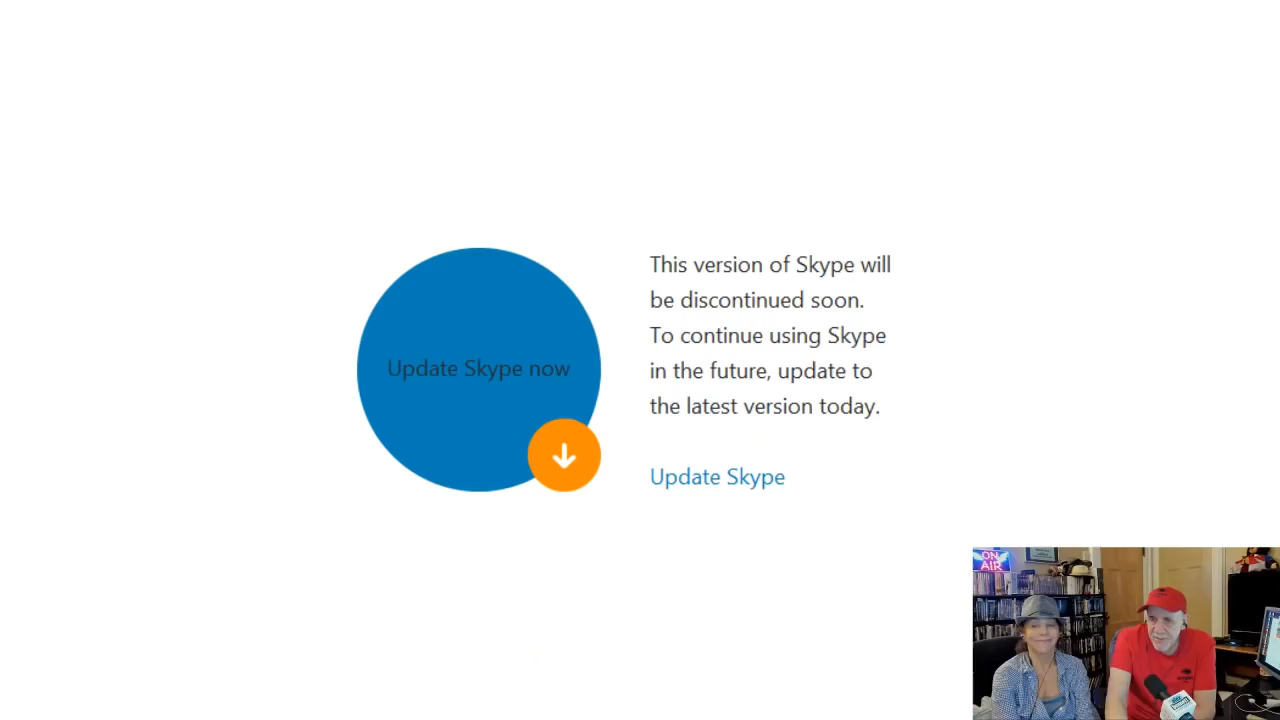 This version of Skype will
be discontinued soon.
To continue using Skype
in the future, update to
the latest version today.
Update Skype now
Update Skype
ON
AIR